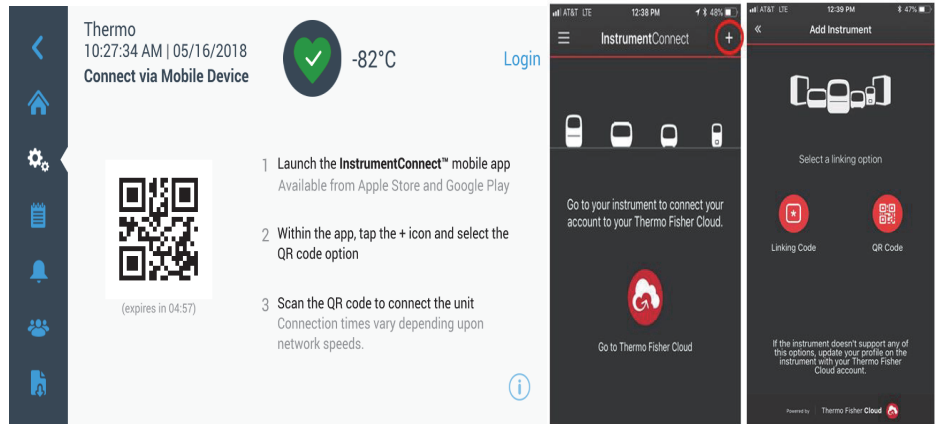 Thermo
10:27:34 AM | 05/16/2018
Connect via Mobile Device
-82°C
Login
(expires in 04:57)
1 Launch the InstrumentConnect™ mobile app
Available from Apple Store and Google Play
2 Within the app, tap the + icon and select the
QR code option
3 Scan the QR code to connect the unit
Connection times vary depending upon
network speeds.
AT&T LTE 12:38 PM 48%
InstrumentConnect +
Go to your instrument to connect your
account to your Thermo Fisher Cloud.
Go to Thermo Fisher Cloud
AT&T LTE 12:39 PM 47%
Add Instrument
Select a linking option
Linking Code
QR Code
If the instrument doesn't support any of
this options, update your profile on the
instrument with your Thermo Fisher
Cloud account.
Powered by Thermo Fisher Cloud